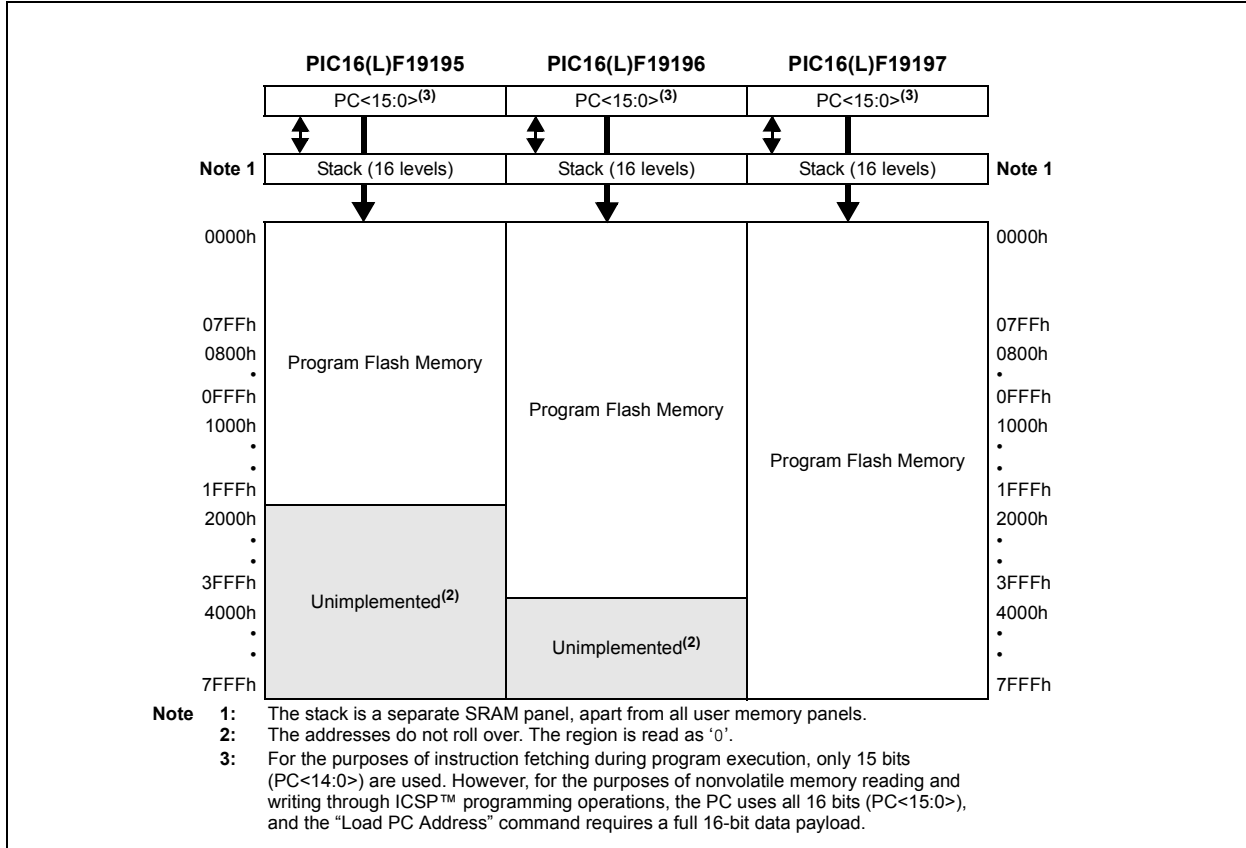 PIC16(L)F19195 PIC16(L)F19196 PIC16(L)F19197
PC<15:0>(3) PC<15:0>(3) PC<15:0>(3)
Note 1 Stack (16 levels) Stack (16 levels) Stack (16 levels) Note 1
0000h 0000h
07FFh 07FFh
0800h Program Flash Memory 0800h
• •
0FFFh 0FFFh
Program Flash Memory
1000h 1000h
• •
Program Flash Memory
• •
1FFFh 1FFFh
2000h 2000h
• •
• •
3FFFh 3FFFh
Unimplemented(2)
4000h 4000h
• •
Unimplemented(2)
• •
7FFFh 7FFFh
Note 1: The stack is a separate SRAM panel, apart from all user memory panels.
2: The addresses do not roll over. The region is read as ‘0’.
3: For the purposes of instruction fetching during program execution, only 15 bits
(PC<14:0>) are used. However, for the purposes of nonvolatile memory reading and
writing through ICSP™ programming operations, the PC uses all 16 bits (PC<15:0>),
and the “Load PC Address” command requires a full 16-bit data payload.